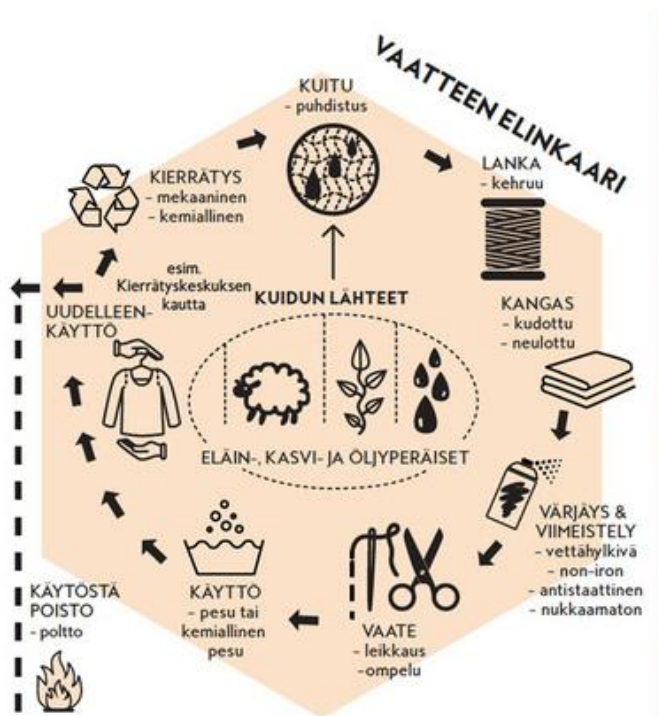 VAATTEEN ELINKAARI
KUITU
- puhdistus
LANKA
- kehruu
KANGAS
- kudottu
- neulottu
VÄRJÄYS &
VIIMEISTELY
- vettähylkivä
- non-iron
- antistaattinen
- nukkaamaton
VAATE
- leikkaus
-ompelu
KÄYTTÖ
- pesu tai
kemiallinen
pesu
UUDELLEEN-
KÄYTTÖ
esim.
Kierrätyskeskuksen
kautta
KIERRÄTYS
- mekaaninen
- kemiallinen
KUIDUN LÄHTEET
ELÄIN-, KASVI- JA ÖLJYPERÄISET
KÄYTÖSTÄ
POISTO
- poltto